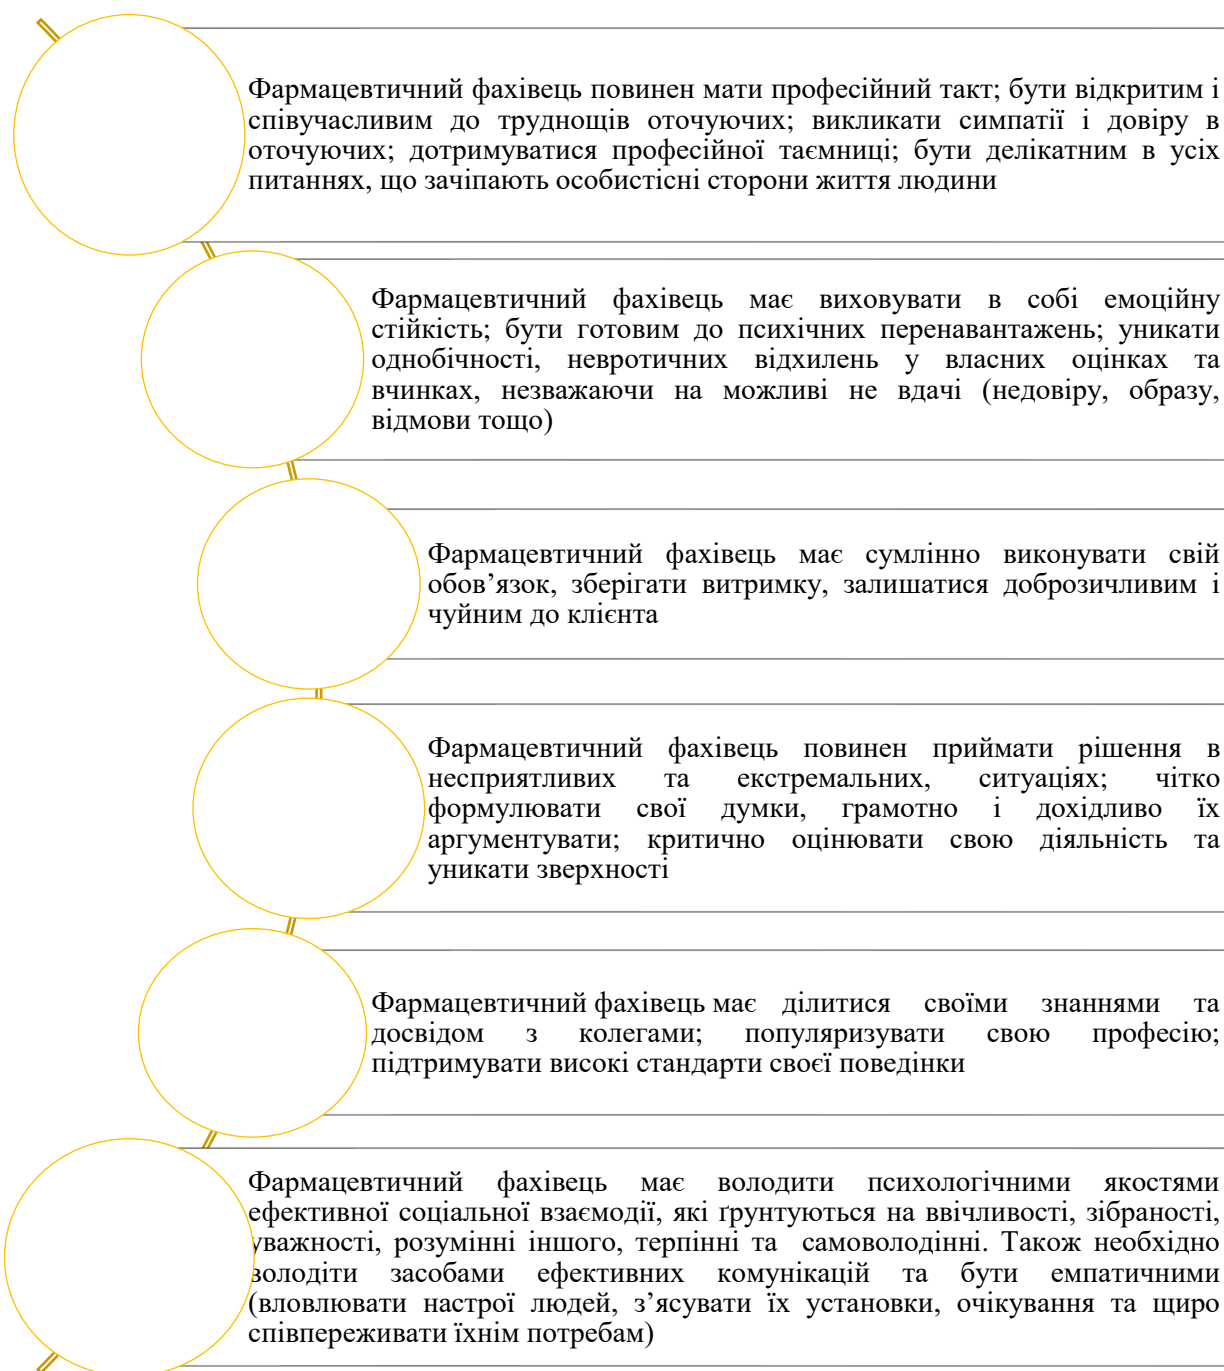 Фармацевтичний фахівець повинен мати професійний такт; бути відкритим і
співучасливим до труднощів оточуючих; викликати симпатії і довіру в
оточуючих; дотримуватися професійної таємниці; бути делікатним в усіх
питаннях, що зачіпають особистісні сторони життя людини
Фармацевтичний фахівець має виховувати в собі емоційну
стійкість; бути готовим до психічних перенавантажень; уникати
однобічності, невротичних відхилень у власних оцінках та
вчинках, незважаючи на можливі не вдачі (недовіру, образу,
відмови тощо)
Фармацевтичний фахівець має сумлінно виконувати свій
обов’язок, зберігати витримку, залишатися доброзичливим і
чуйним до клієнта
Фармацевтичний фахівець повинен приймати рішення в
несприятливих та екстремальних, ситуаціях; чітко
формулювати свої думки, грамотно і дохідливо їх
аргументувати; критично оцінювати свою діяльність та
уникати зверхності
Фармацевтичний фахівець має ділитися своїми знаннями та
досвідом з колегами; популяризувати свою професію;
підтримувати високі стандарти своєї поведінки
Фармацевтичний фахівець має володити психологічними якостями
ефективної соціальної взаємодії, які ґрунтуються на ввічливості, зібраності,
уважності, розумінні іншого, терпінні та самоволодінні. Також необхідно
володіти засобами ефективних комунікацій та бути емпатичними
(вловлювати настрої людей, з’ясувати їх установки, очікування та щиро
співпереживати їхнім потребам)